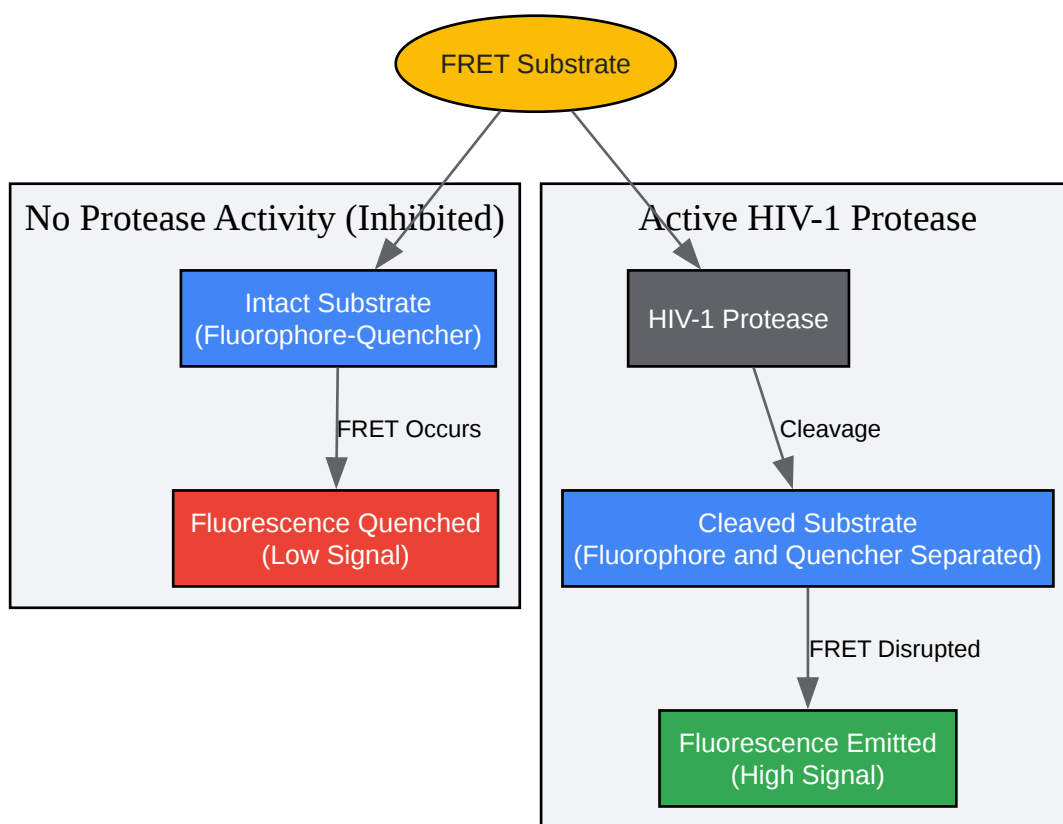 FRET Substrate
No Protease Activity (Inhibited)
Intact Substrate
(Fluorophore-Quencher)
FRET Occurs
Fluorescence Quenched
(Low Signal)
Active HIV-1 Protease
HIV-1 Protease
Cleavage
Cleaved Substrate
(Fluorophore and Quencher Separated)
FRET Disrupted
Fluorescence Emitted
(High Signal)